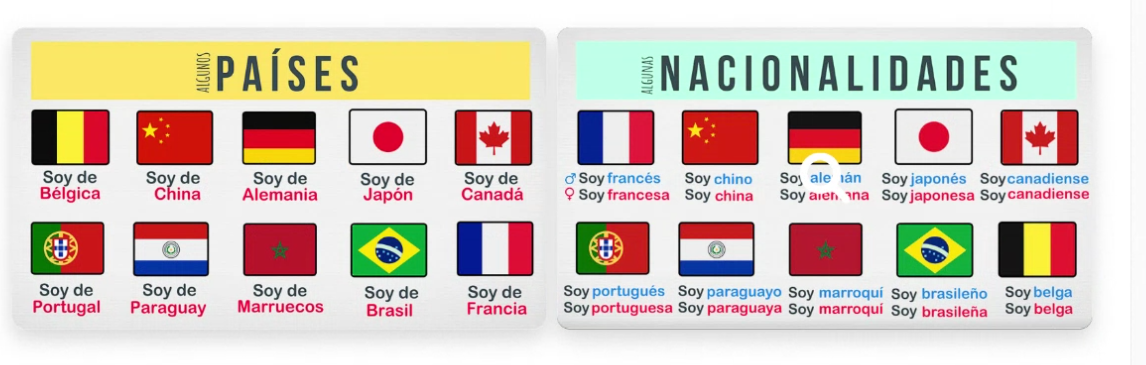 ALGUNOS PAÍSES
Soy de
Bélgica
Soy de
China
Soy de
Alemania
Soy de
Japón
Soy de
Canadá
Soy de
Portugal
Soy de
Paraguay
Soy de
Marruecos
Soy de
Brasil
Soy de
Francia
ALGUNAS NACIONALIDADES
♂ Soy francés
♀ Soy francesa
Soy chino
Soy china
Soy alemán
Soy alemana
Soy japonés
Soy japonesa
Soy canadiense
Soy canadiense
Soy portugués
Soy portuguesa
Soy paraguayo
Soy paraguaya
Soy marroquí
Soy marroquí
Soy brasileño
Soy brasileña
Soy belga
Soy belga